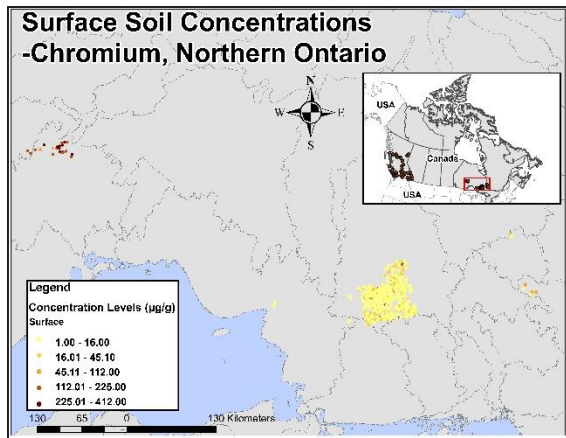 Surface Soil Concentrations
-Chromium, Northern Ontario
N
W E
S
USA
Canada
USA
Legend
Concentration Levels (µg/g)
Surface
1.00 - 16.00
16.01 - 45.10
45.11 - 112.00
112.01 - 225.00
225.01 - 412.00
130 65 0 130 Kilometers